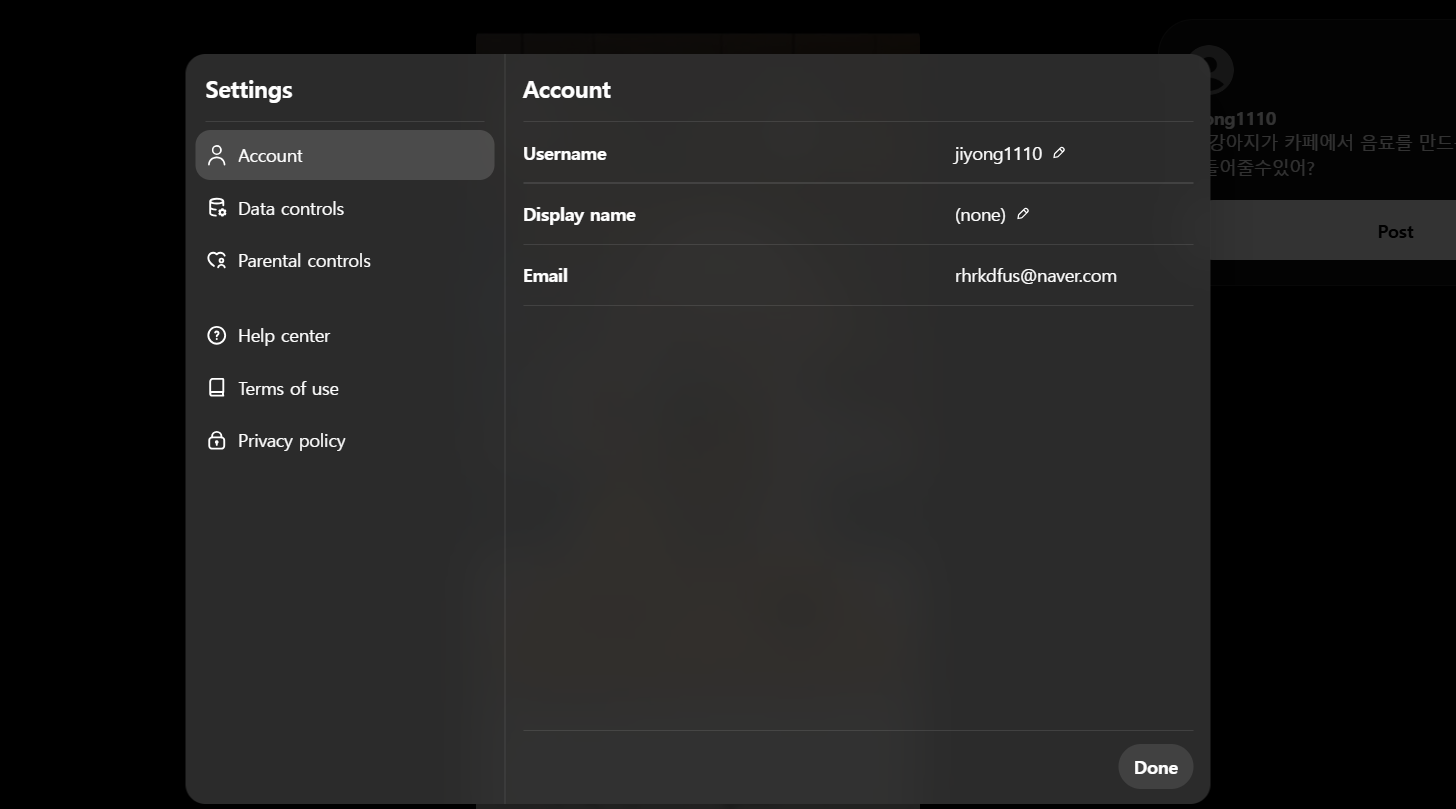 Settings
Account
Data controls
Parental controls
Help center
Terms of use
Privacy policy
Account
Username
jiyong1110
Display name
(none)
Email
rhrkdfus@naver.com
Done
ong1110
강아지가 카페에서 음료를 만드
들어줄수있어?
Post